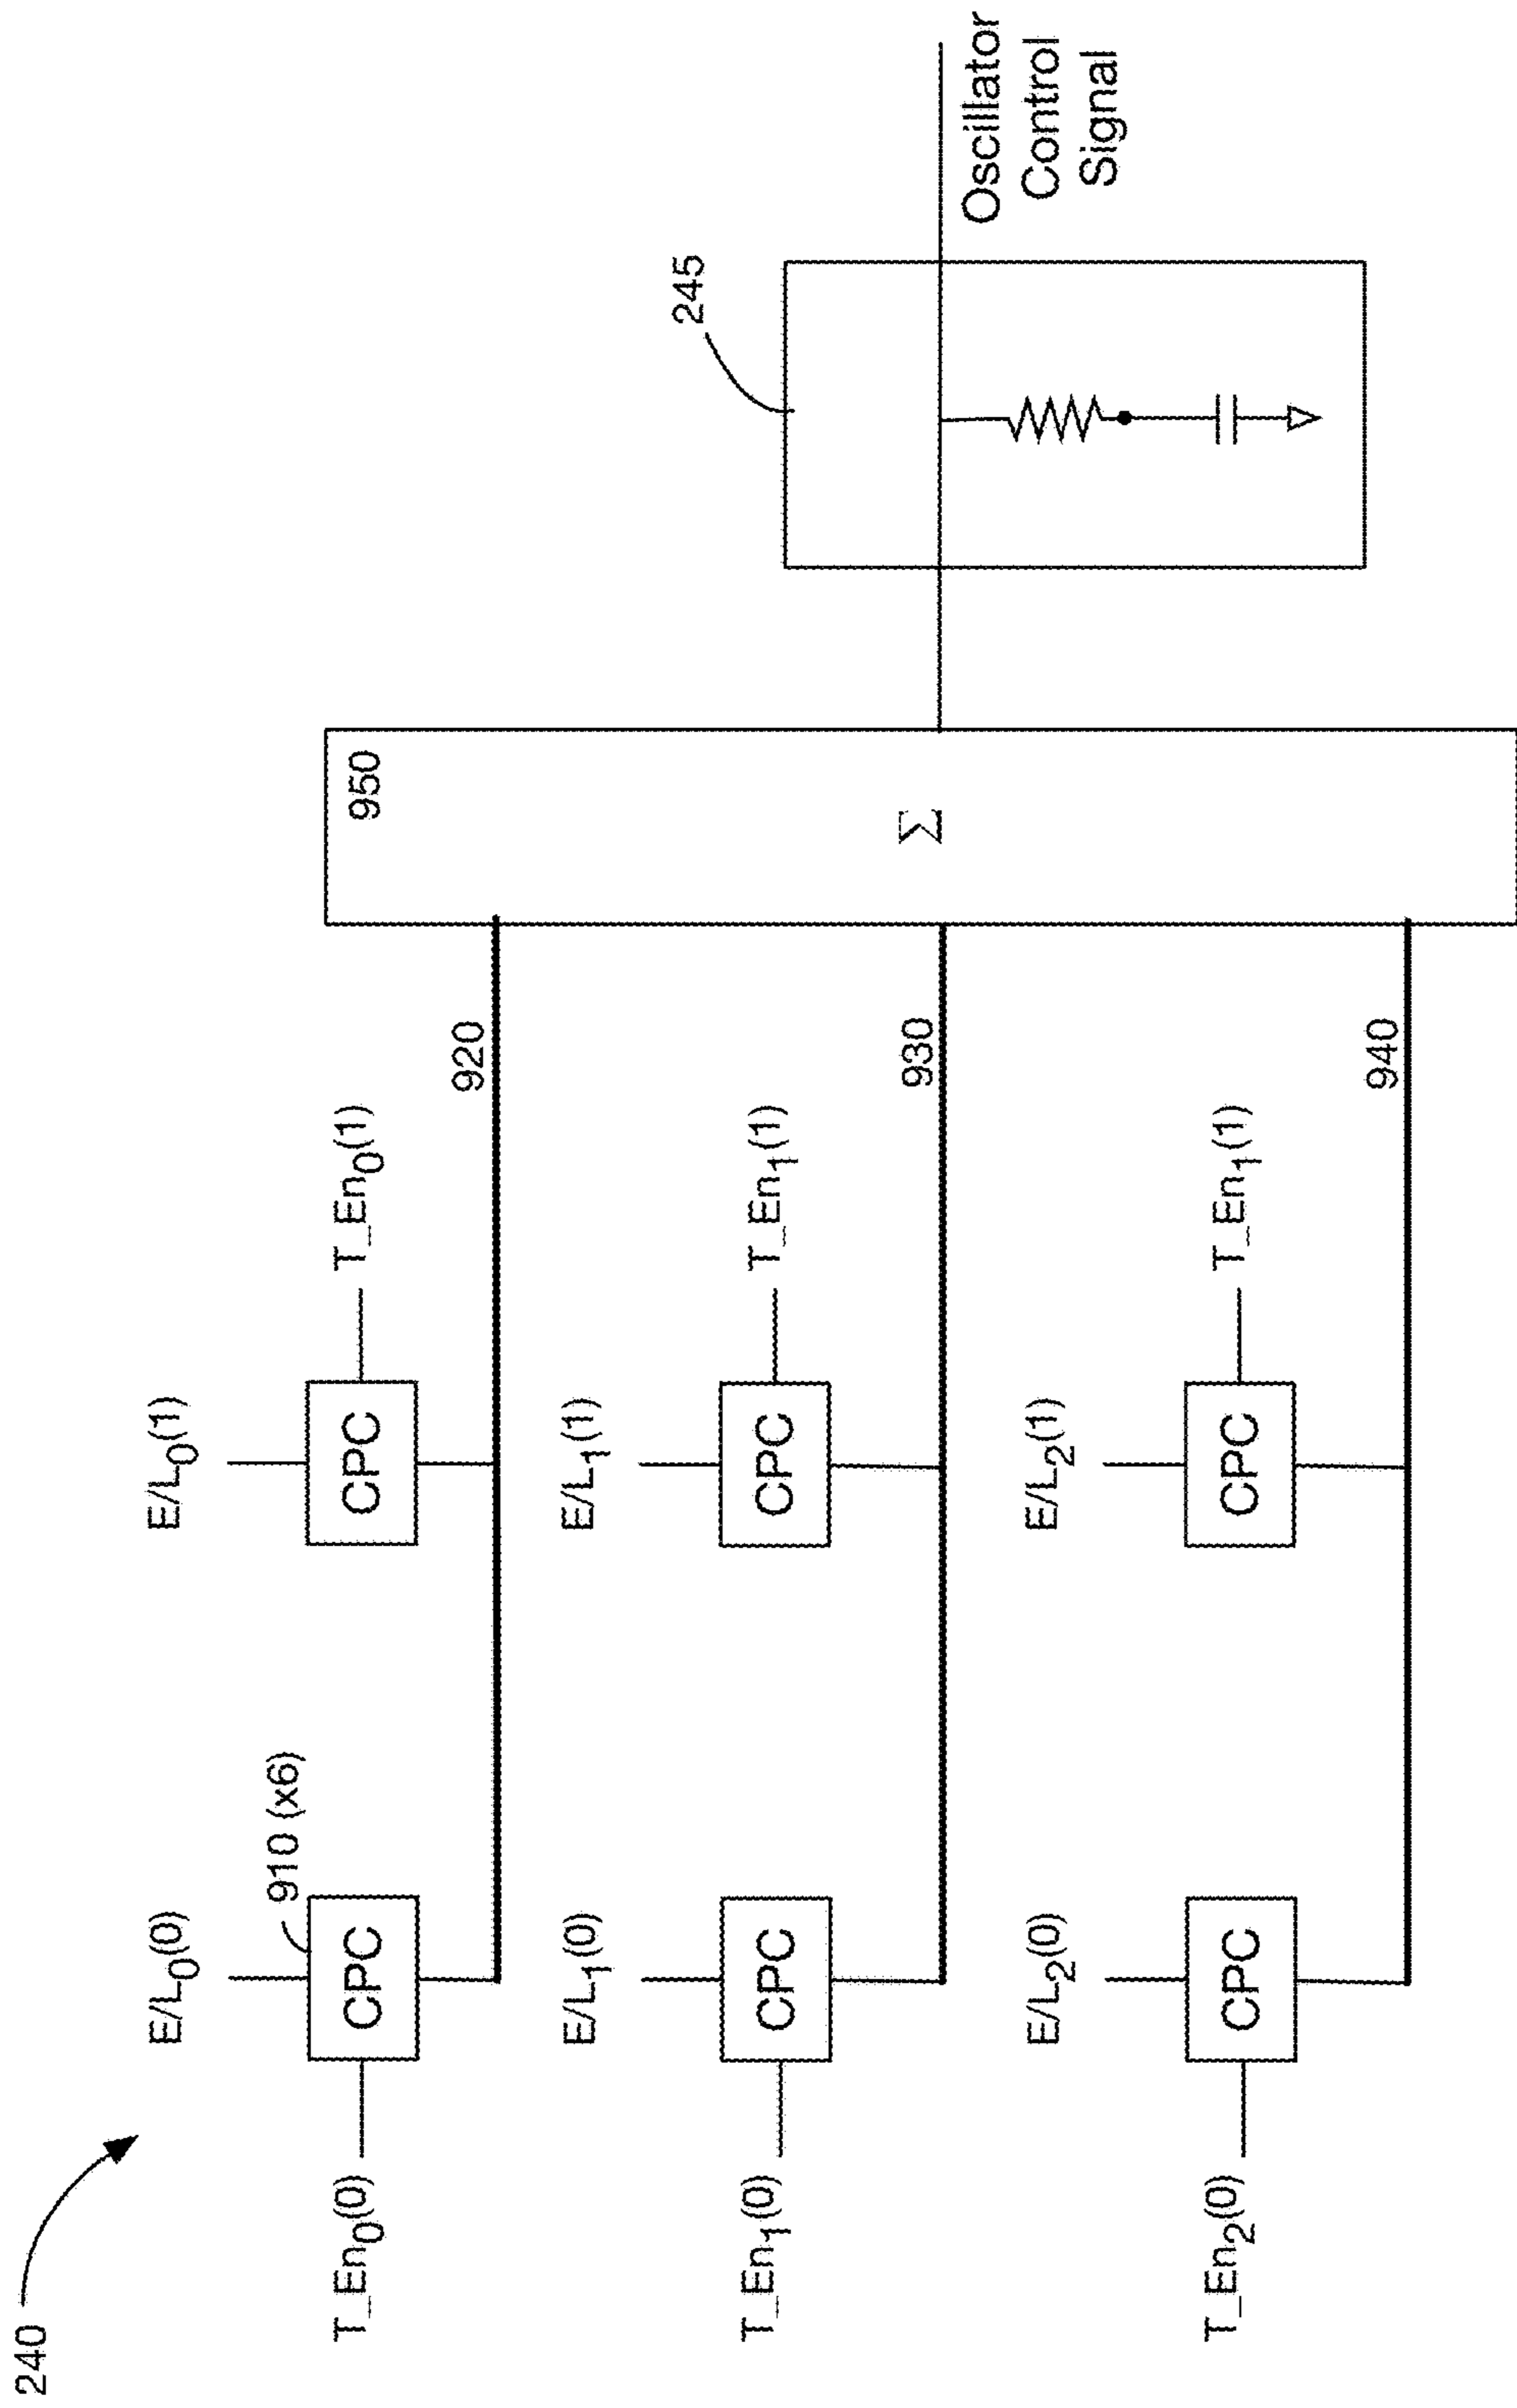 240
E/L0(0)
910 (x6)
E/L0(1)
T_En0(0)
CPC
CPC
T_En0(1)
920
950
E/L1(0)
E/L1(1)
T_En1(0)
CPC
CPC
T_En1(1)
930
Σ
245
Oscillator
Control
Signal
E/L2(0)
E/L2(1)
T_En2(0)
CPC
CPC
T_En1(1)
940